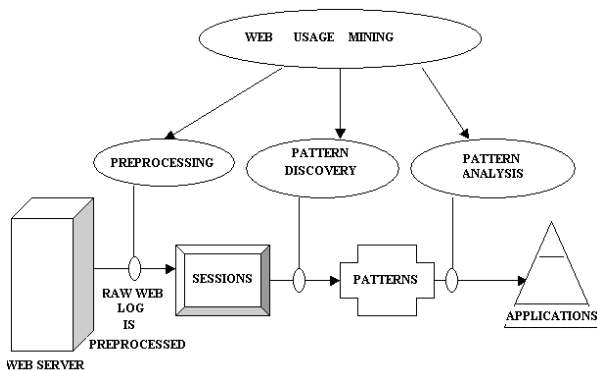 WEB USAGE MINING
PREPROCESSING
PATTERN
DISCOVERY
PATTERN
ANALYSIS
SESSIONS
PATTERNS
RAW WEB
LOG
IS
PREPROCESSED
APPLICATIONS
WEB SERVER